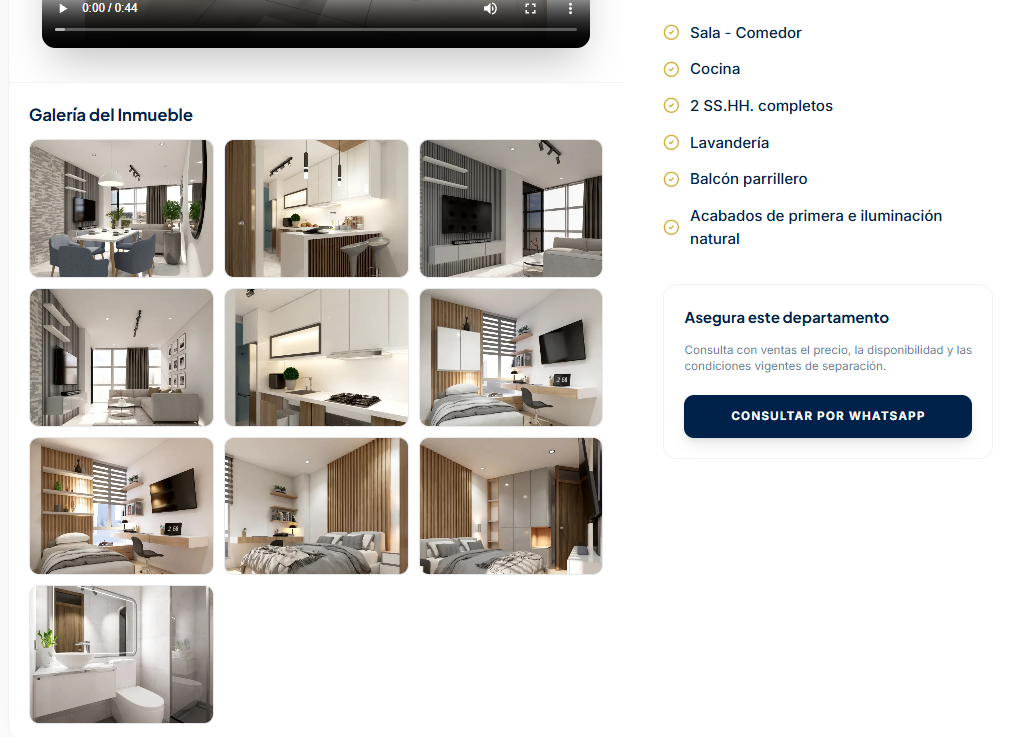 0:00 / 0:44
Galería del Inmueble
Sala - Comedor
Cocina
2 SS.HH. completos
Lavandería
Balcón parrillero
Acabados de primera e iluminación
natural
Asegura este departamento
Consulta con ventas el precio, la disponibilidad y las
condiciones vigentes de separación.
CONSULTAR POR WHATSAPP